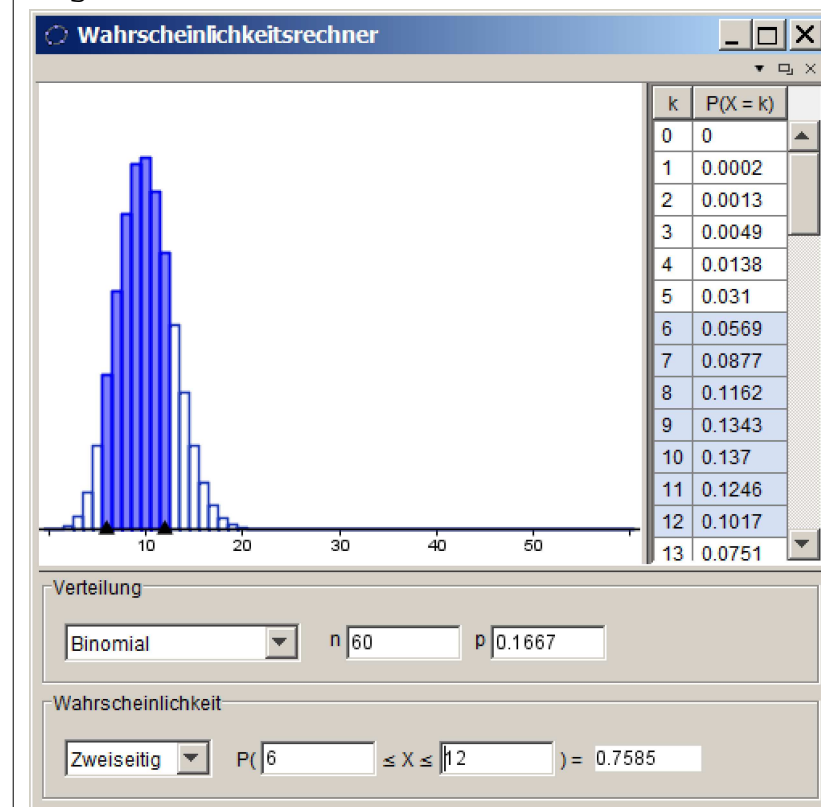 Wahrscheinlichkeitsrechner
k P(X = k)
0 0
1 0.0002
2 0.0013
3 0.0049
4 0.0138
5 0.031
6 0.0569
7 0.0877
8 0.1162
9 0.1343
10 0.137
11 0.1246
12 0.1017
13 0.0751
10 20 30 40 50
Verteilung
Binomial n 60 p 0.1667
Wahrscheinlichkeit
Zweiseitig P( 6 ≤ X ≤ 12 ) = 0.7585